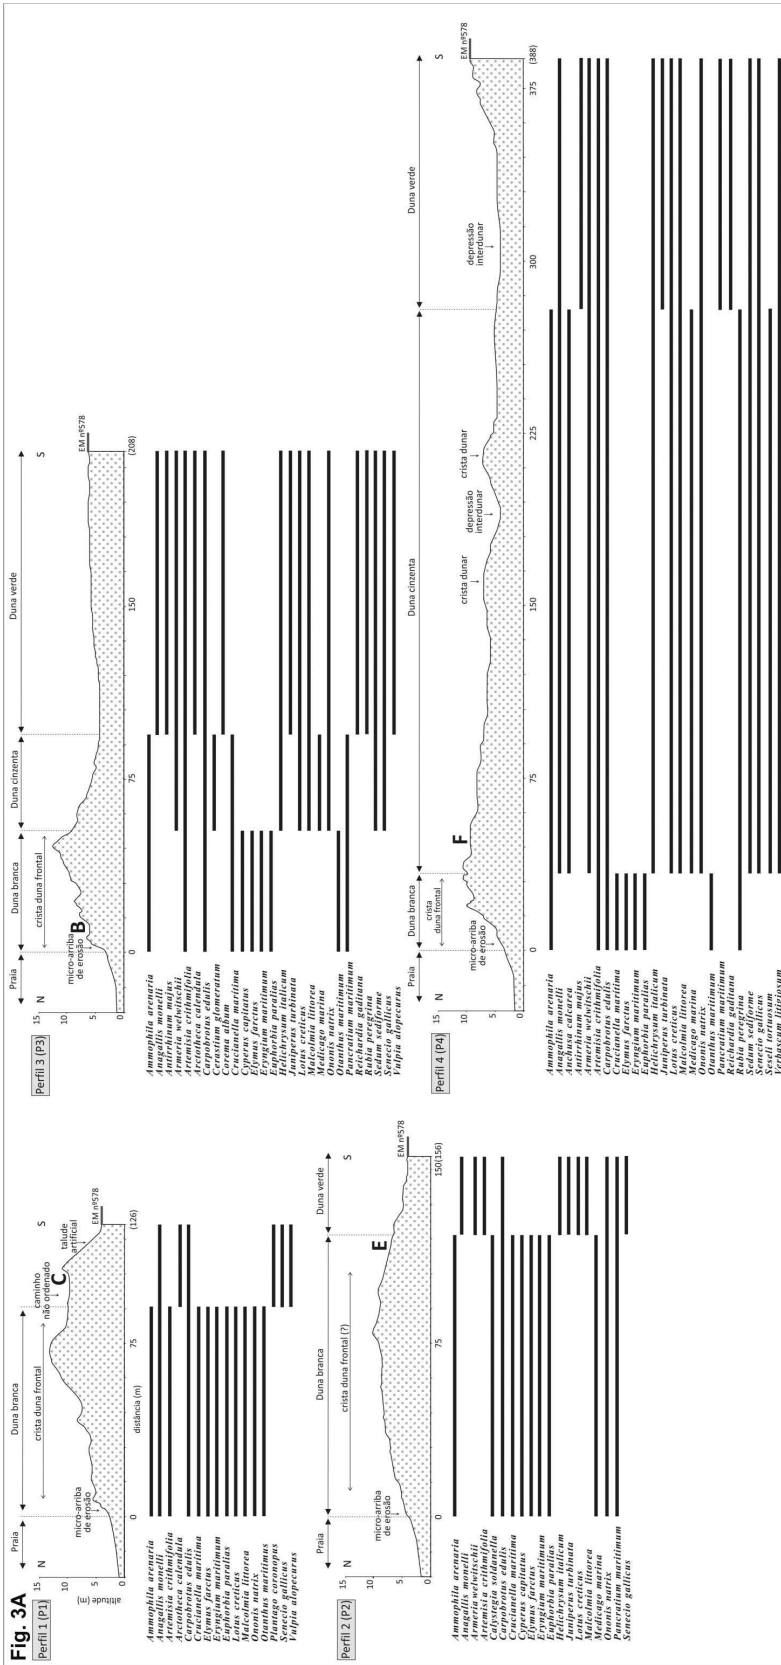 Fig. 3A
Perfil 1 (P1)
Praia
Duna branca
N
S
crista duna frontal
micro-arriba
de erosão
caminho
não ordenado
C
talude
artificial
EM nº578
altitude (m)
15
10
5
0
0
distância (m)
75
(126)
Ammophila arenaria
Anagallis monelli
Artemisia crithmifolia
Arctotheca calendula
Carpobrotus edulis
Crucianella maritima
Elymus farctus
Eryngium maritimum
Euphorbia paralias
Lotus creticus
Malcolmia littorea
Ononis natrix
Otanthus maritimus
Plantago coronopus
Senecio gallicus
Vulpia alopecurus
Perfil 2 (P2)
Praia
Duna branca
Duna verde
N
S
crista duna frontal (?)
micro-arriba
de erosão
E
EM nº578
15
10
5
0
0
75
150(156)
Ammophila arenaria
Anagallis monelli
Armeria welwitschii
Artemisia crithmifolia
Calystegia soldanella
Carpobrotus edulis
Crucianella maritima
Cyperus capitatus
Elymus farctus
Eryngium maritimum
Euphorbia paralias
Helichrysum italicum
Juniperus turbinata
Lotus creticus
Malcolmia littorea
Medicago marina
Ononis natrix
Pancratium maritimum
Senecio gallicus
Perfil 3 (P3)
Praia
Duna branca
Duna cinzenta
Duna verde
N
S
crista duna frontal
micro-arriba
de erosão
B
EM nº578
15
10
5
0
0
75
150
(208)
Ammophila arenaria
Anagallis monelli
Antirrhinum majus
Armeria welwitschii
Artemisia crithmifolia
Arctotheca calendula
Carpobrotus edulis
Cerastium glomeratum
Corema album
Crucianella maritima
Cyperus capitatus
Elymus farctus
Eryngium maritimum
Euphorbia paralias
Helichrysum italicum
Juniperus turbinata
Lotus creticus
Malcolmia littorea
Medicago marina
Ononis natrix
Otanthus maritimum
Pancratium maritimum
Reichardia gaditana
Rubia peregrina
Sedum sediforme
Senecio gallicus
Vulpia alopecurus
Perfil 4 (P4)
Praia
Duna branca
Duna cinzenta
Duna verde
N
S
crista
duna frontal
micro-arriba
de erosão
F
crista dunar
depressão
interdunar
crista dunar
depressão
interdunar
EM nº578
15
10
5
0
0
75
150
225
300
375
(388)
Ammophila arenaria
Anagallis monelli
Anchusa calcarea
Antirrhinum majus
Armeria welwitschii
Artemisia crithmifolia
Carpobrotus edulis
Crucianella maritima
Elymus farctus
Eryngium maritimum
Euphorbia paralias
Helichrysum italicum
Juniperus turbinata
Lotus creticus
Malcolmia littorea
Medicago marina
Ononis natrix
Otanthus maritimum
Pancratium maritimum
Reichardia gaditana
Rubia peregrina
Sedum sediforme
Senecio gallicus
Seseli tortuosum
Verbascum litigiosum